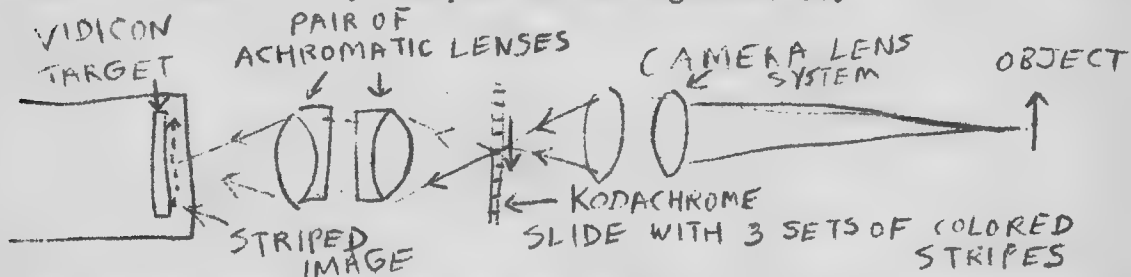 VIDICON
TARGET
PAIR OF
ACHROMATIC LENSES
CAMERA LENS
SYSTEM
OBJECT
STRIPED
IMAGE
KODACHROME
SLIDE WITH 3 SETS OF COLORED
STRIPES